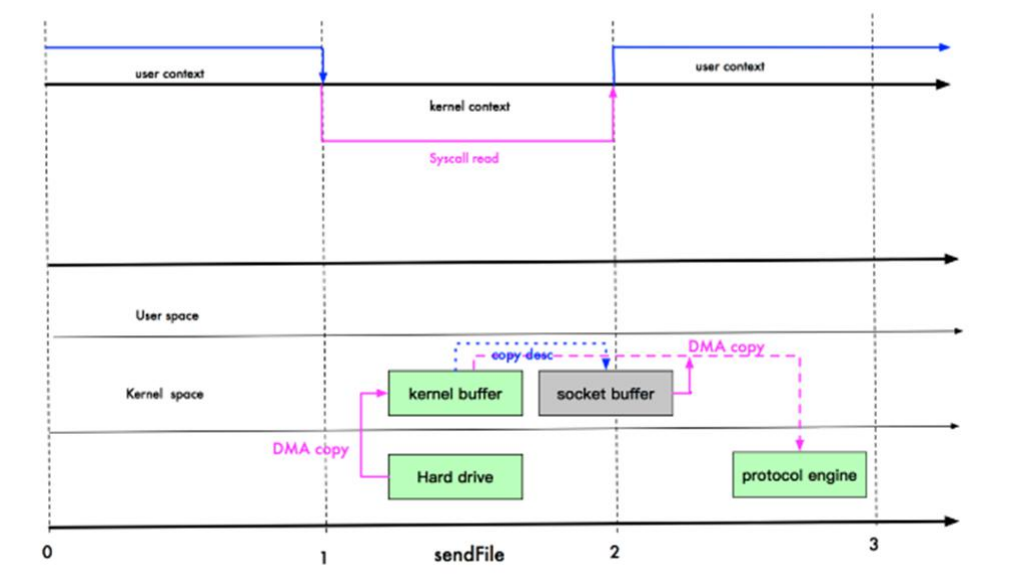 user context
user context
kernel context
Syscall read
User space
copy desc
DMA copy
kernel buffer
socket buffer
Kernel space
DMA copy
Hard drive
protocol engine
0
1
sendFile
2
3